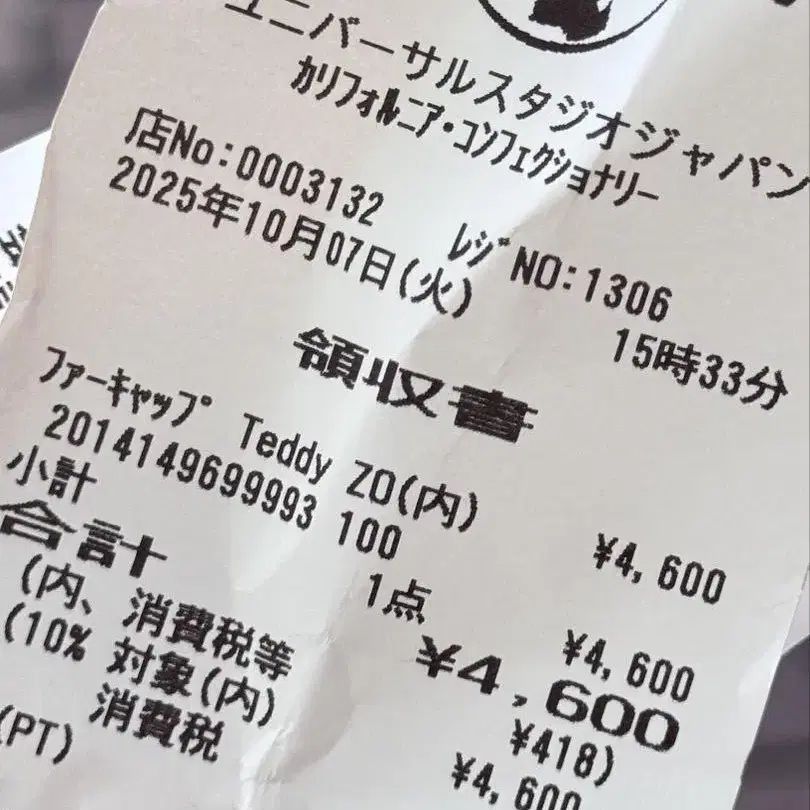 ユニバーサルスタジオジャパン
カリフォルニア・コンフェクショナリー
店No:0003132 レジNO:1306
2025年10月07日(火) 15時33分
領収書
ファーキャップ Teddy ZO(内)
2014149699993 100 ¥4,600
小計 1点 ¥4,600
合計 ¥4,600
(内、消費税等 ¥418)
(10% 対象(内) ¥4,600
消費税
(PT)